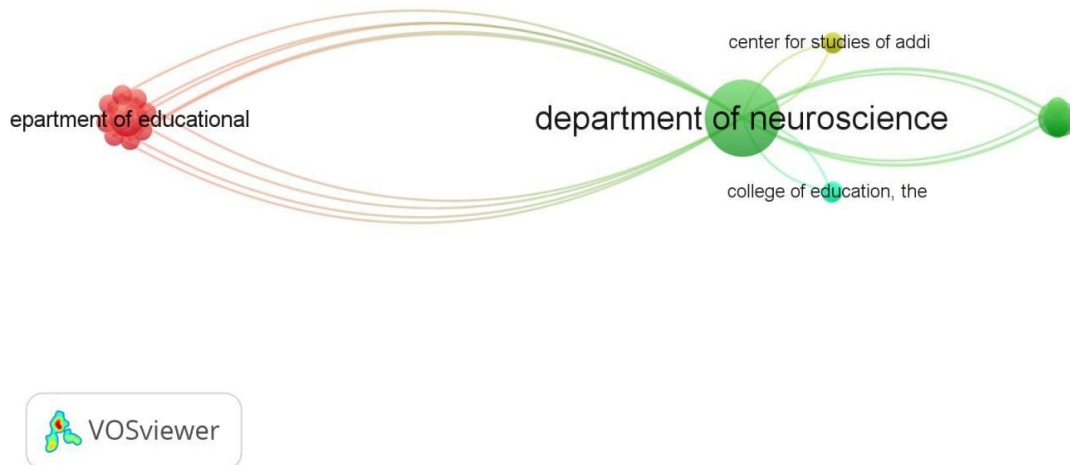 center for studies of addi
epartment of educational
department of neuroscience
college of education, the
VOSviewer